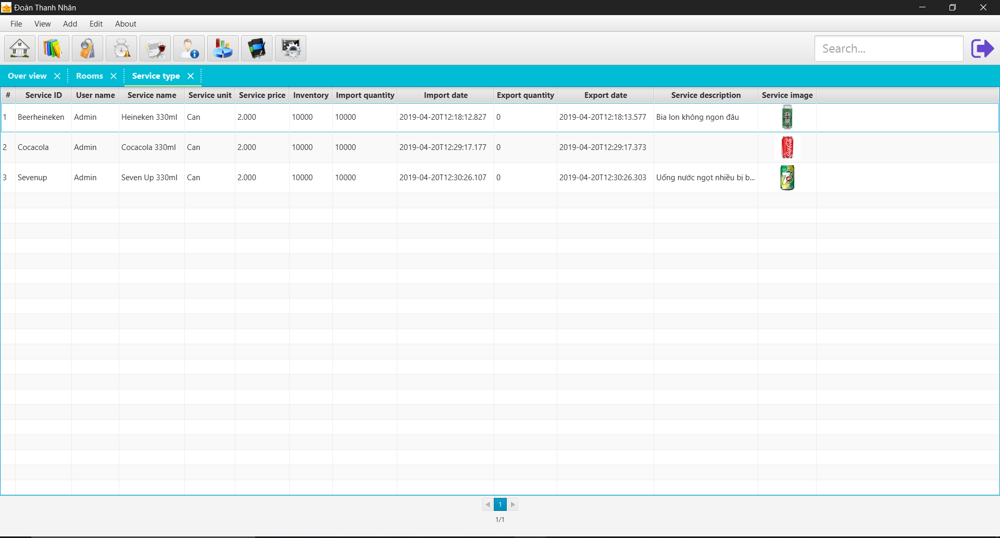 Đoàn Thanh Nhân
File View Add Edit About
Search...
Over view Rooms Service type
# Service ID User name Service name Service unit Service price Inventory Import quantity Import date Export quantity Export date Service description Service image
1 Beerheineken Admin Heineken 330ml Can 2.000 10000 10000 2019-04-20T12:18:12.827 0 2019-04-20T12:18:13.577 Bia lon không ngon đâu
2 Cocacola Admin Cocacola 330ml Can 2.000 10000 10000 2019-04-20T12:29:17.177 0 2019-04-20T12:29:17.373
Coca-Cola
3 Sevenup Admin Seven Up 330ml Can 2.000 10000 10000 2019-04-20T12:30:26.107 0 2019-04-20T12:30:26.303 Uống nước ngọt nhiều bị b...
7 UP
1
1/1